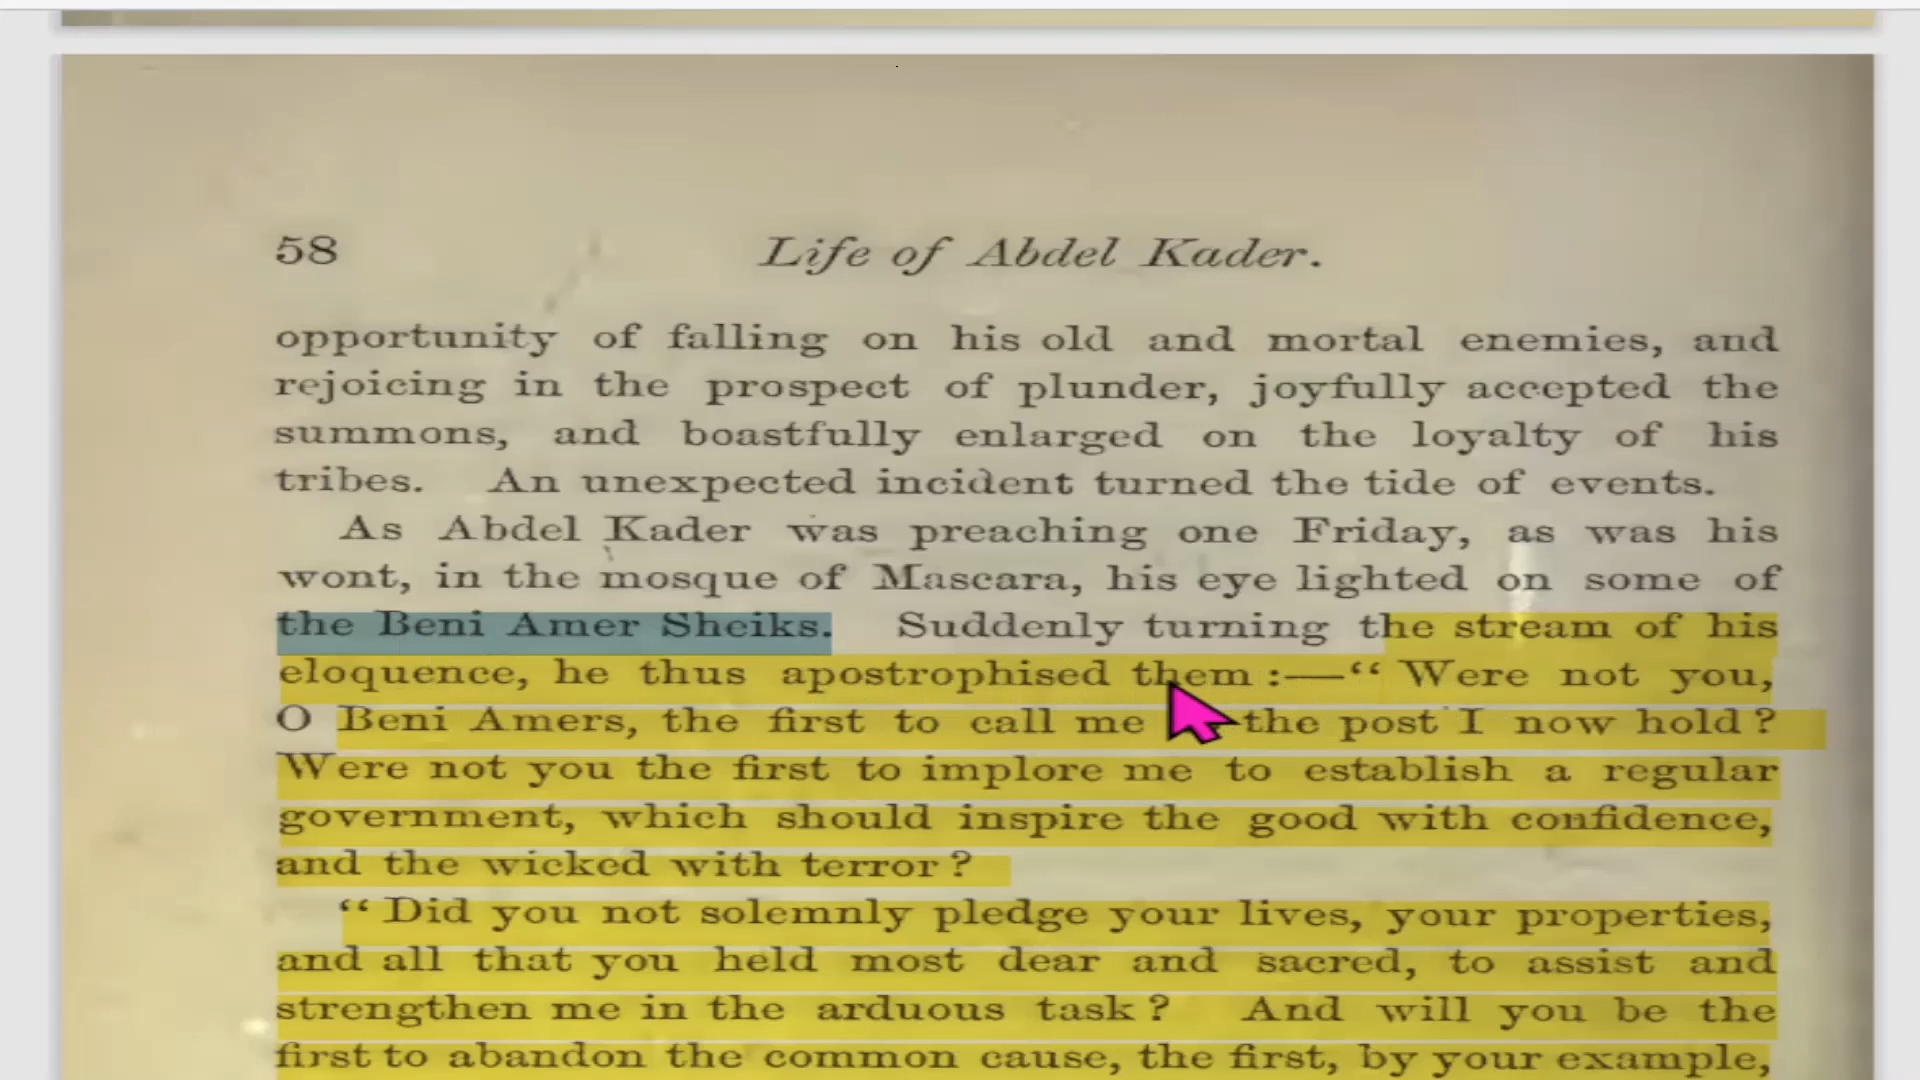 58 Life of Abdel Kader.
opportunity of falling on his old and mortal enemies, and
rejoicing in the prospect of plunder, joyfully accepted the
summons, and boastfully enlarged on the loyalty of his
tribes. An unexpected incident turned the tide of events.
As Abdel Kader was preaching one Friday, as was his
wont, in the mosque of Mascara, his eye lighted on some of
the Beni Amer Sheiks. Suddenly turning the stream of his
eloquence, he thus apostrophised them :—“ Were not you,
O Beni Amers, the first to call me the post I now hold ?
Were not you the first to implore me to establish a regular
government, which should inspire the good with confidence,
and the wicked with terror ?
“ Did you not solemnly pledge your lives, your properties,
and all that you held most dear and sacred, to assist and
strengthen me in the arduous task ? And will you be the
first to abandon the common cause, the first, by your example,